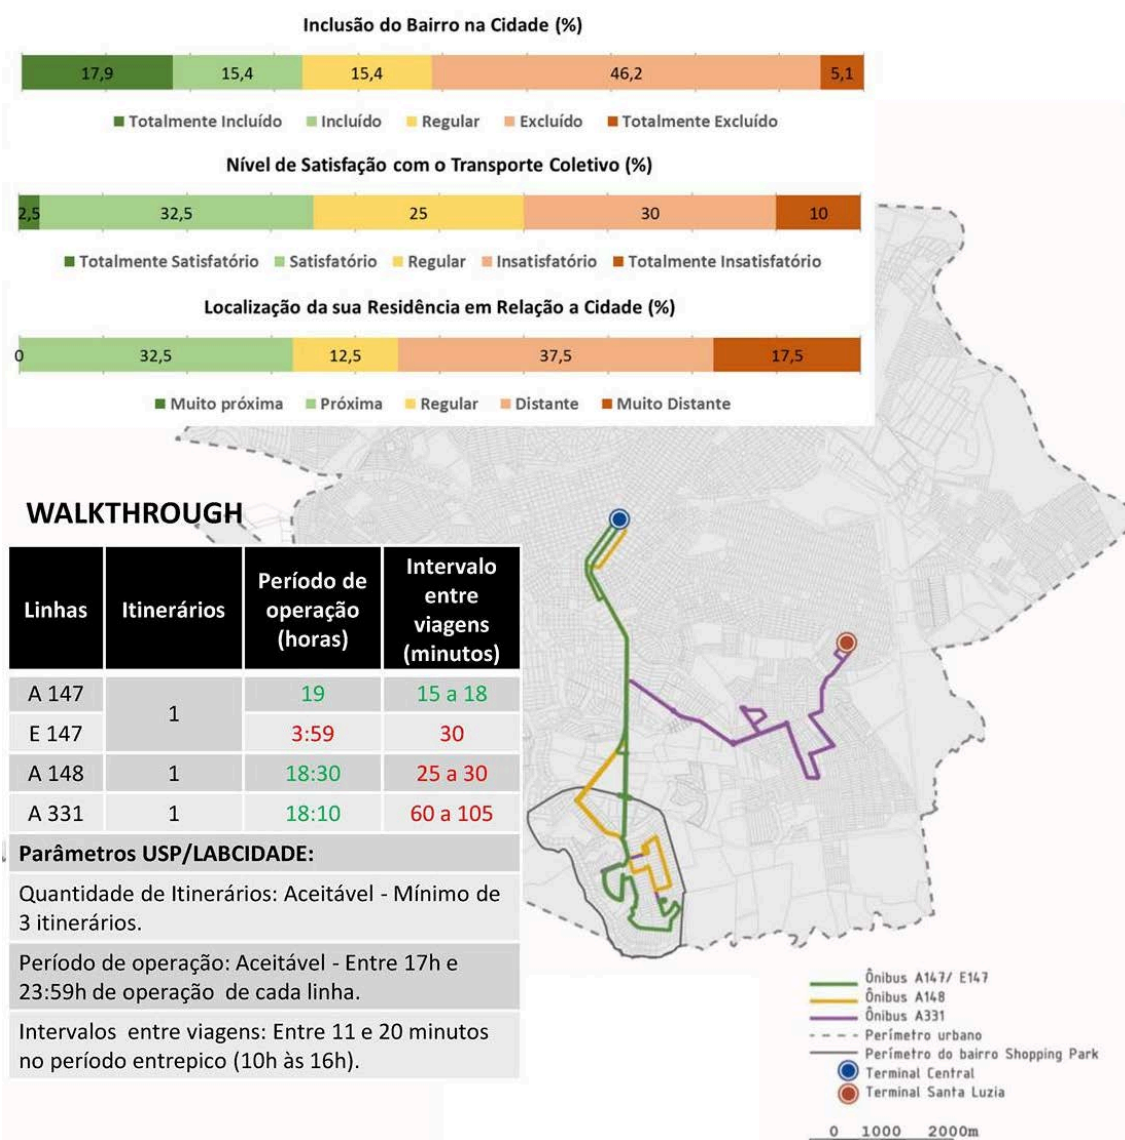 Inclusão do Bairro na Cidade (%)
17,9 15,4 15,4 46,2 5,1
Totalmente Incluído Incluído Regular Excluído Totalmente Excluído
Nível de Satisfação com o Transporte Coletivo (%)
2,5 32,5 25 30 10
Totalmente Satisfatório Satisfatório Regular Insatisfatório Totalmente Insatisfatório
Localização da sua Residência em Relação a Cidade (%)
0 32,5 12,5 37,5 17,5
Muito próxima Próxima Regular Distante Muito Distante
WALKTHROUGH
Linhas Itinerários Período de operação (horas) Intervalo entre viagens (minutos)
A 147 1 19 15 a 18
E 147 3:59 30
A 148 1 18:30 25 a 30
A 331 1 18:10 60 a 105
Parâmetros USP/LABCIDADE:
Quantidade de Itinerários: Aceitável - Mínimo de
3 itinerários.
Período de operação: Aceitável - Entre 17h e
23:59h de operação de cada linha.
Intervalos entre viagens: Entre 11 e 20 minutos
no período entrepico (10h às 16h).
Ônibus A147/ E147
Ônibus A148
Ônibus A331
Perímetro urbano
Perímetro do bairro Shopping Park
Terminal Central
Terminal Santa Luzia
0 1000 2000m